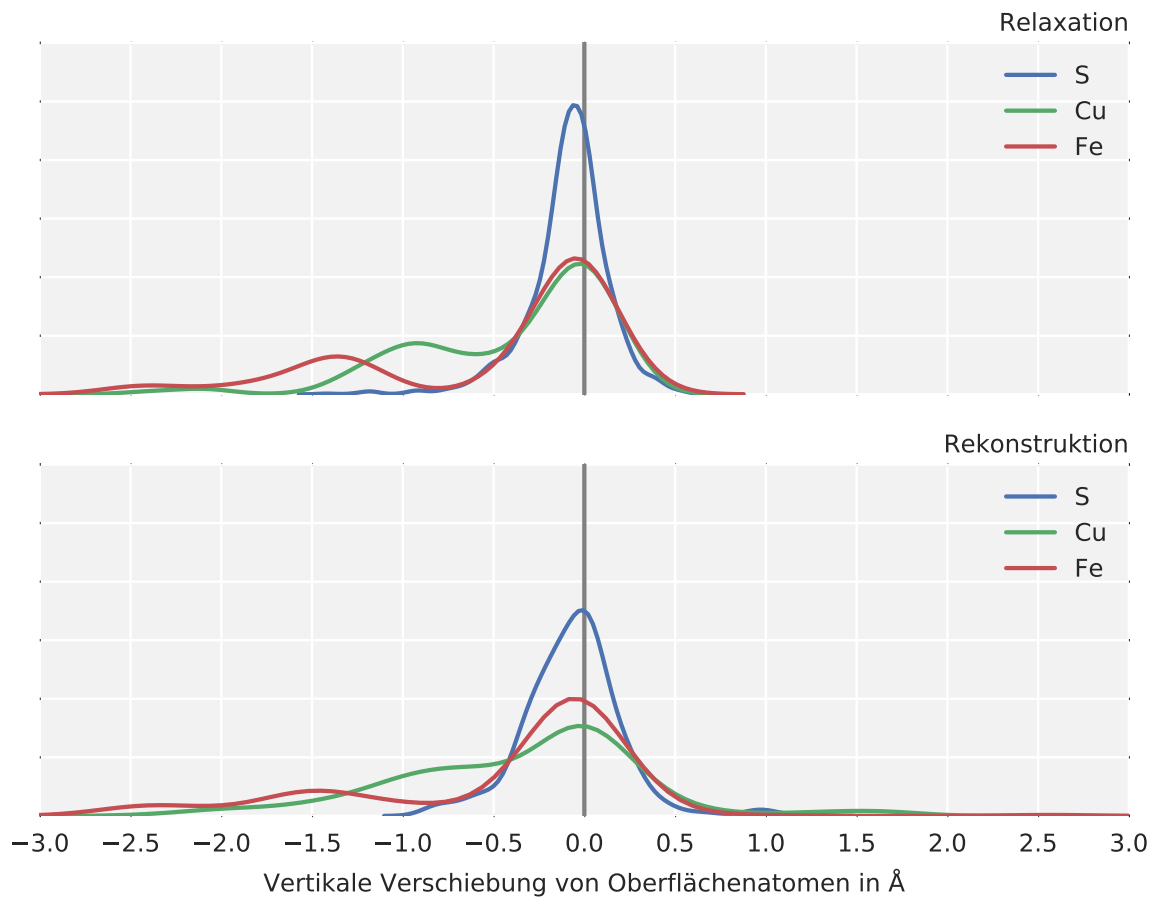 Relaxation
S
Cu
Fe
Rekonstruktion
S
Cu
Fe
−3.0 −2.5 −2.0 −1.5 −1.0 −0.5 0.0 0.5 1.0 1.5 2.0 2.5 3.0
Vertikale Verschiebung von Oberflächenatomen in Å